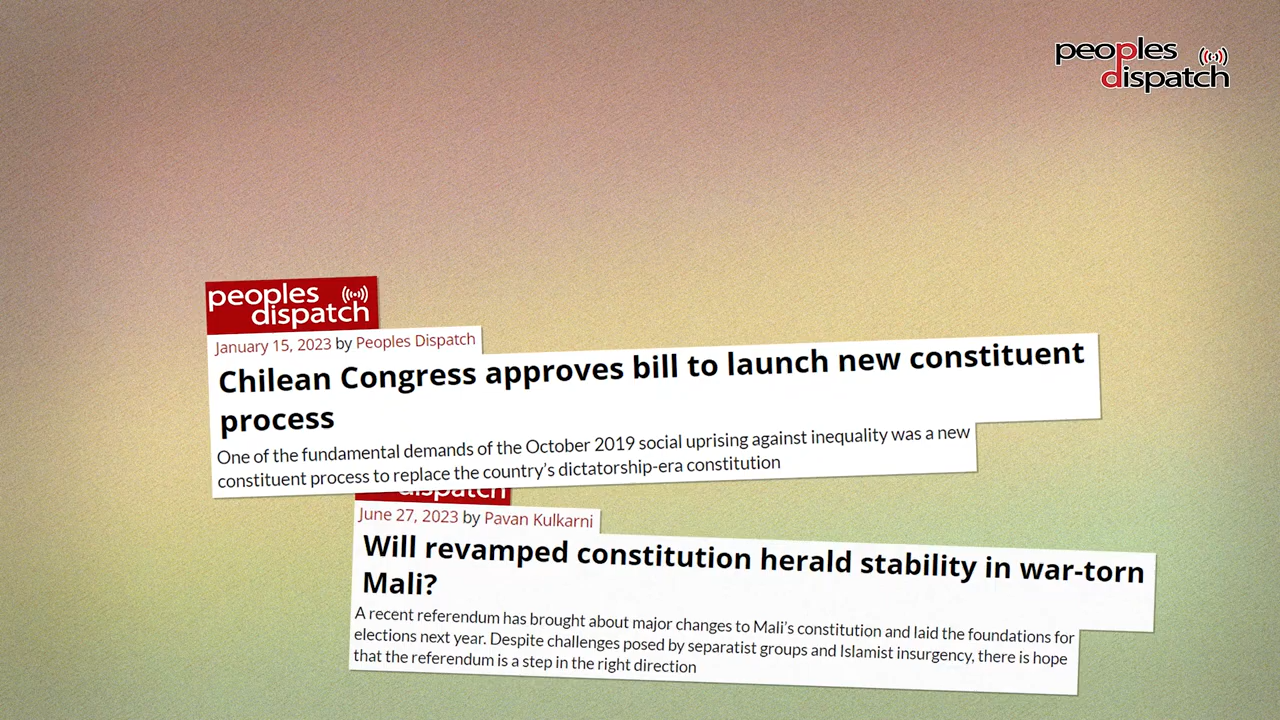 peoples
dispatch
peoples
dispatch
January 15, 2023 by Peoples Dispatch
Chilean Congress approves bill to launch new constituent
process
One of the fundamental demands of the October 2019 social uprising against inequality was a new
constituent process to replace the country's dictatorship-era constitution
dispatch
June 27, 2023 by Pavan Kulkarni
Will revamped constitution herald stability in war-torn
Mali?
A recent referendum has brought about major changes to Mali's constitution and laid the foundations for
elections next year. Despite challenges posed by separatist groups and Islamist insurgency, there is hope
that the referendum is a step in the right direction